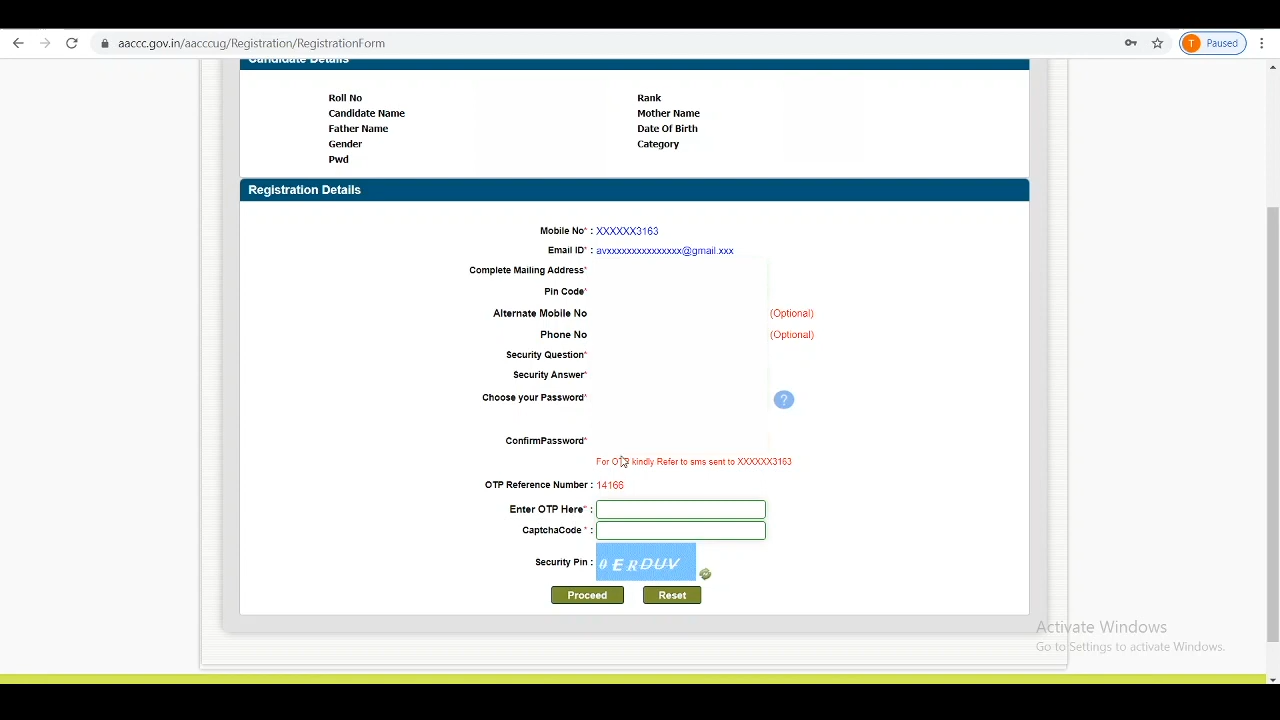 aaccc.gov.in/aacccug/Registration/RegistrationForm
T Paused
Candidate Details
Roll No Rank
Candidate Name Mother Name
Father Name Date Of Birth
Gender Category
Pwd
Registration Details
Mobile No* : XXXXXX3163
Email ID* : avxxxxxxxxxxxxxxx@gmail.xxx
Complete Mailing Address*
Pin Code*
Alternate Mobile No (Optional)
Phone No (Optional)
Security Question*
Security Answer*
Choose your Password* ?
ConfirmPassword*
For OTP kindly Refer to sms sent to XXXXXX3163
OTP Reference Number : 14166
Enter OTP Here* :
CaptchaCode * :
Security Pin : 0ERDUV
Proceed Reset
Activate Windows
Go to Settings to activate Windows.